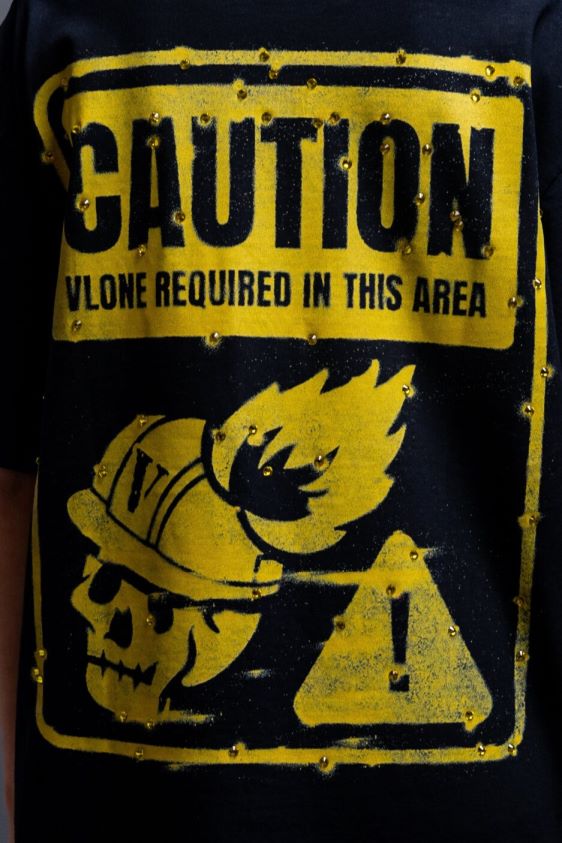 CAUTION
VLONE REQUIRED IN THIS AREA
V
!